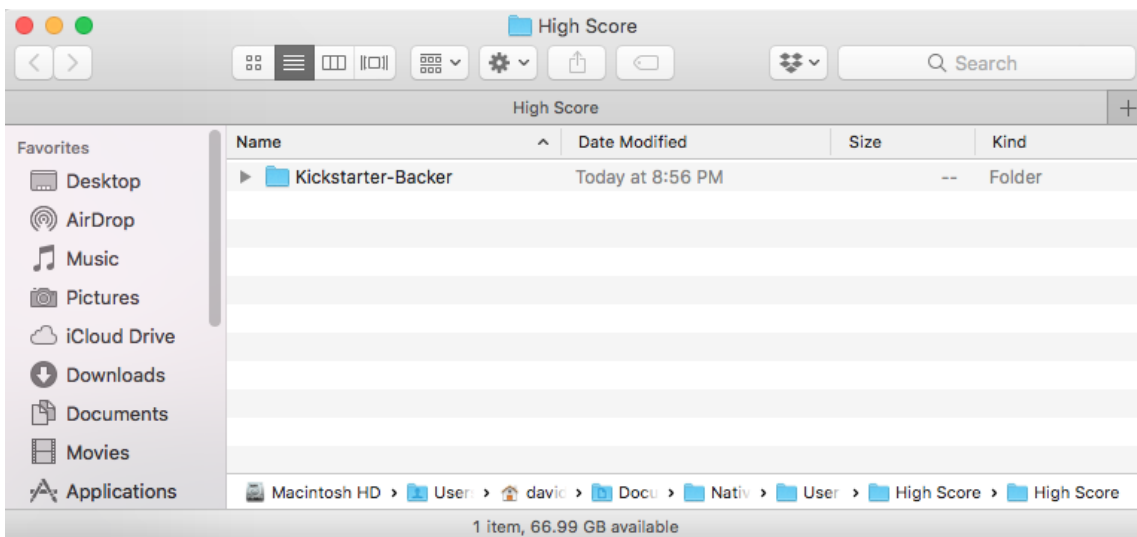 High Score
Search
High Score
Favorites
Desktop
AirDrop
Music
Pictures
iCloud Drive
Downloads
Documents
Movies
Applications
Name Date Modified Size Kind
Kickstarter-Backer Today at 8:56 PM -- Folder
Macintosh HD › User › davi › Docu › Nativ › User › High Score › High Score
1 item, 66.99 GB available